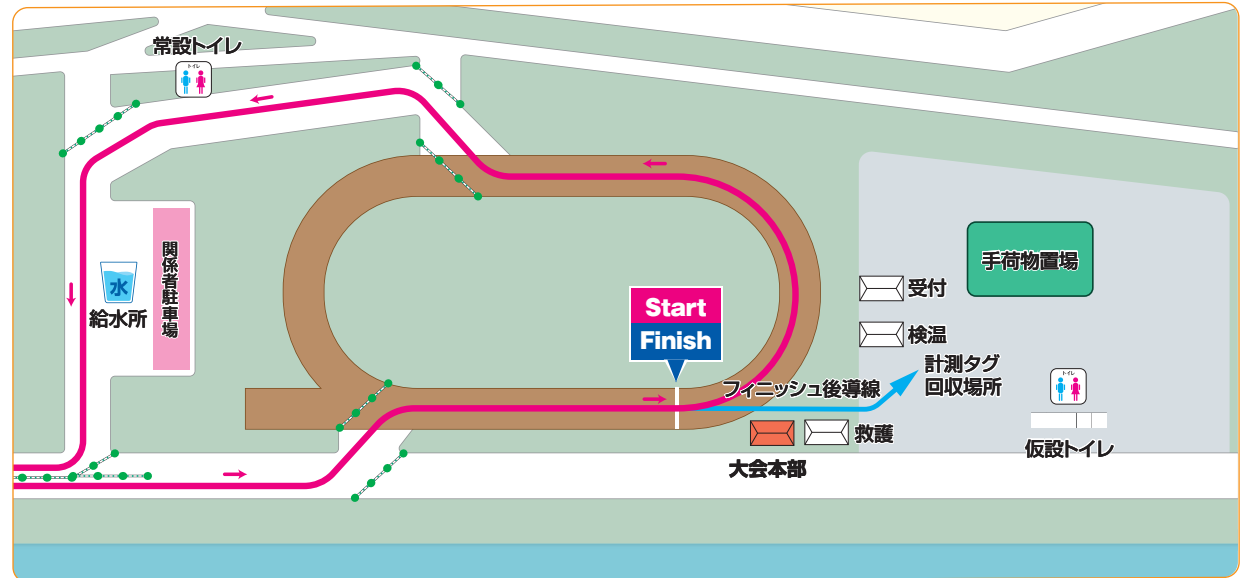 常設トイレ
トイレ
関係者駐車場
水
給水所
Start
Finish
手荷物置場
受付
検温
計測タグ
回収場所
フィニッシュ後導線
トイレ
救護
大会本部
仮設トイレ